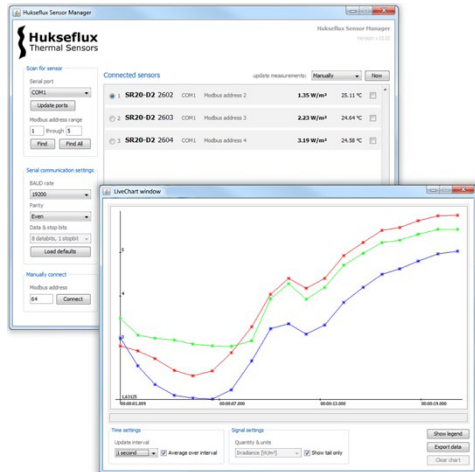 Hukseflux Sensor Manager
Hukseflux
Thermal Sensors
Hukseflux Sensor Manager
Scan for sensor
Serial port
COM1
Update ports
Modbus address range
1 through 5
Find Find All
Connected sensors
update measurements: Manually Now
1 SR20-D2 2602 COM1 Modbus address 2 1.35 W/m² 25.11 °C
2 SR20-D2 2603 COM1 Modbus address 3 2.23 W/m² 24.64 °C
3 SR20-D2 2604 COM1 Modbus address 4 3.19 W/m² 24.58 °C
Serial communication settings
BAUD rate
19200
Parity
Even
Data & stop bits
8 databits, 1 stopbit
Load defaults
Manually connect
Modbus address
64 Connect
LiveChart window
5
4
3
00:00:01.009 00:00:07.000 00:00:13.000 00:00:19.000
Time settings
Update interval
1 second Average over interval
Signal settings
Quantity & units
Irradiance [W/m²] Show tail only
Show legend
Export data
Clear chart